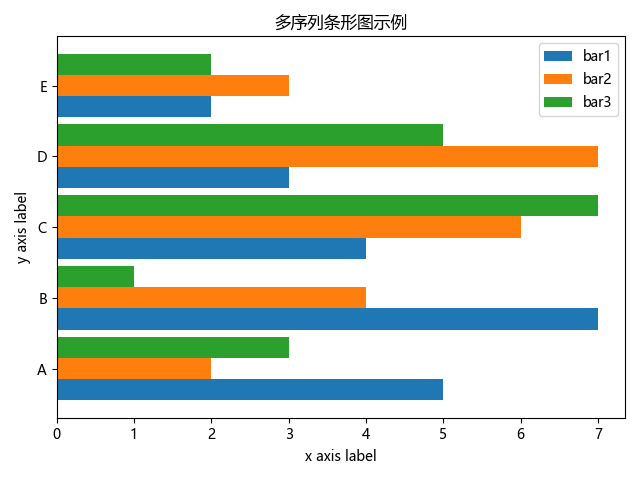 多序列条形图示例
bar1
bar2
bar3
E
D
C
B
A
y axis label
0 1 2 3 4 5 6 7
x axis label